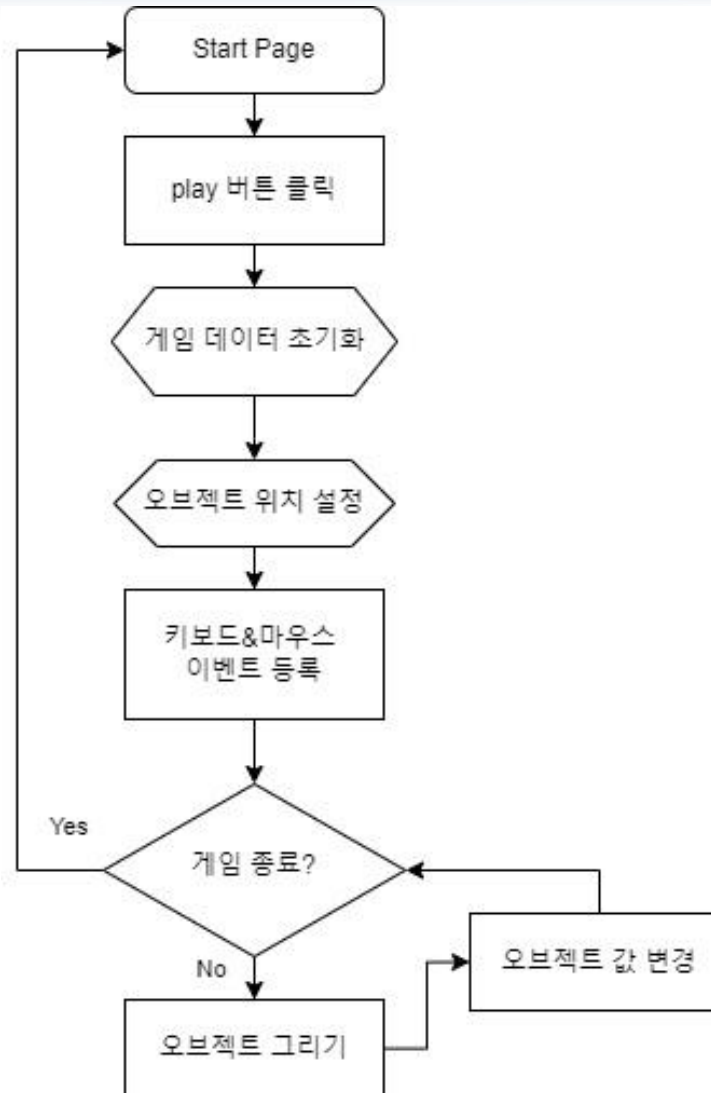 Start Page
play 버튼 클릭
게임 데이터 초기화
오브젝트 위치 설정
키보드&마우스
이벤트 등록
Yes
게임 종료?
No
오브젝트 값 변경
오브젝트 그리기